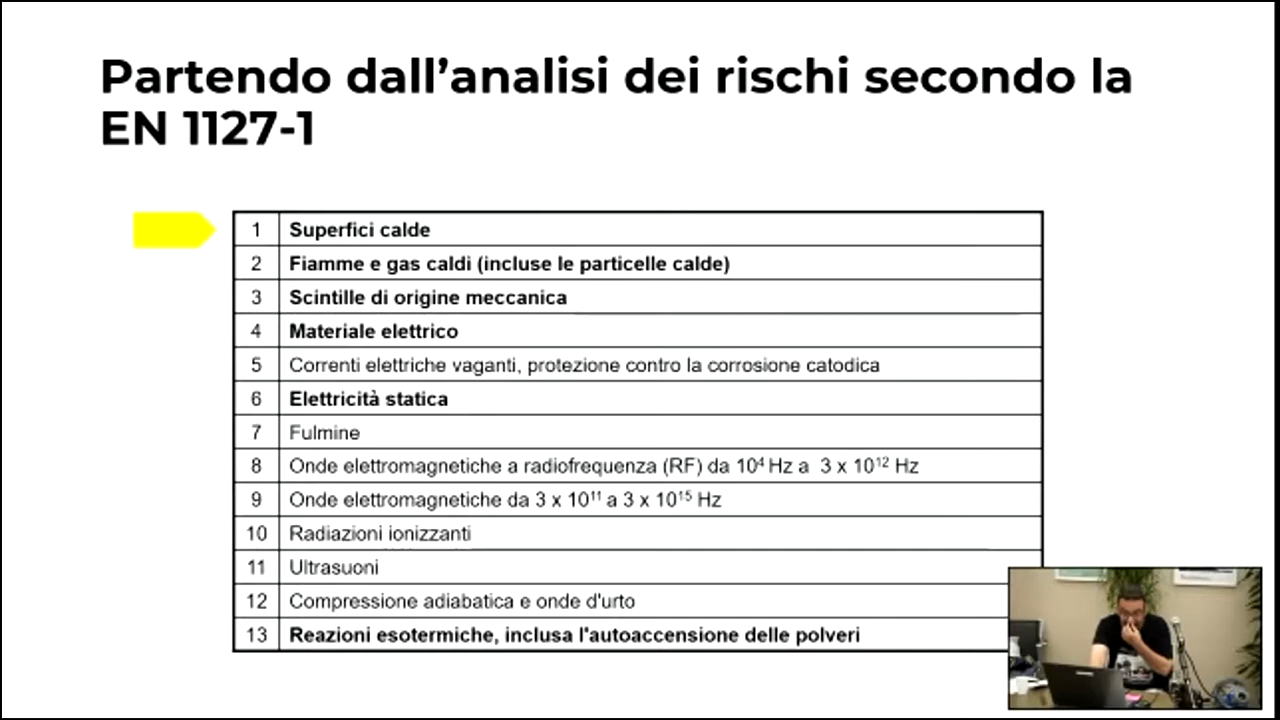 Partendo dall’analisi dei rischi secondo la
EN 1127-1
1 Superfici calde
2 Fiamme e gas caldi (incluse le particelle calde)
3 Scintille di origine meccanica
4 Materiale elettrico
5 Correnti elettriche vaganti, protezione contro la corrosione catodica
6 Elettricità statica
7 Fulmine
8 Onde elettromagnetiche a radiofrequenza (RF) da 10⁴ Hz a 3 x 10¹² Hz
9 Onde elettromagnetiche da 3 x 10¹¹ a 3 x 10¹⁵ Hz
10 Radiazioni ionizzanti
11 Ultrasuoni
12 Compressione adiabatica e onde d'urto
13 Reazioni esotermiche, inclusa l'autoaccensione delle polveri